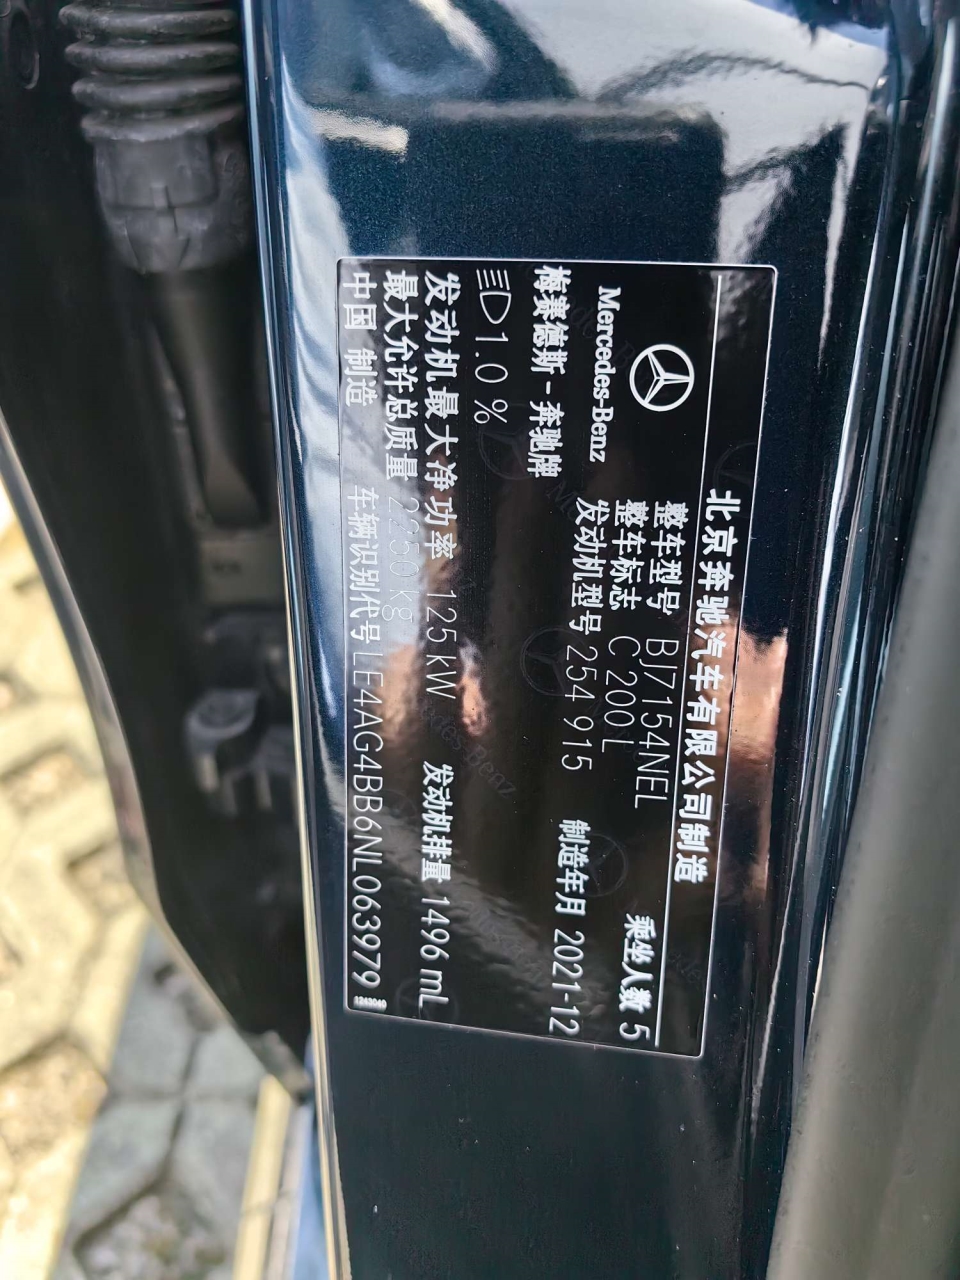 北京奔驰汽车有限公司制造
Mercedes-Benz
梅赛德斯-奔驰牌
整车型号 BJ7154NEL
整车标志 C 200 L
乘坐人数 5
发动机型号 254 915
制造年月 2021-12
1.0 %
发动机最大净功率 125 kW 发动机排量 1496 mL
最大允许总质量 2250 kg
中国 制造 车辆识别代号 LE4AG4BB6NL063979
1243040